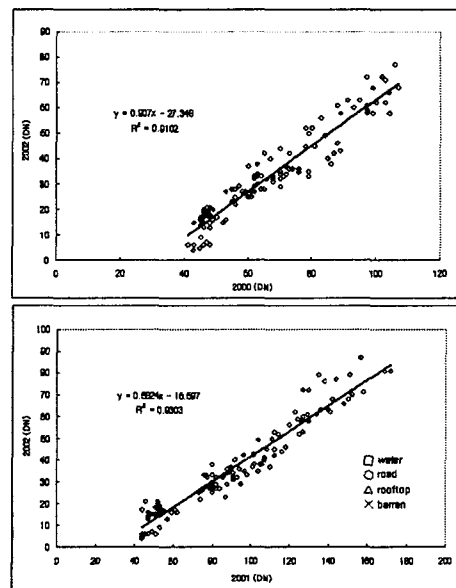 90
80
70
60
50
40
30
20
10
0
2002 (DN)
y = 0.907x - 27.348
R² = 0.9102
0 20 40 60 80 100 120
2000 (DN)
100
90
80
70
60
50
40
30
20
10
0
2002 (DN)
R² = 0.9303
water
road
rooftop
barren
0 20 40 60 80 100 120 140 160 180 200
2001 (DN)